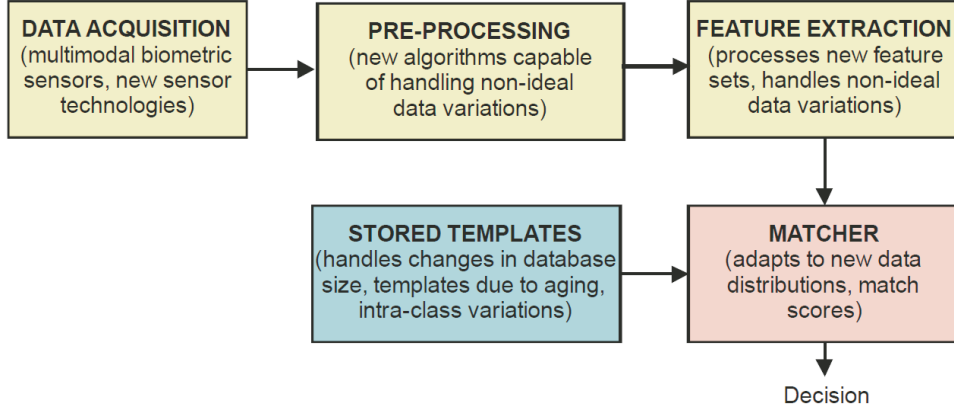 DATA ACQUISITION
(multimodal biometric
sensors, new sensor
technologies)
PRE-PROCESSING
(new algorithms capable
of handling non-ideal
data variations)
FEATURE EXTRACTION
(processes new feature
sets, handles non-ideal
data variations)
STORED TEMPLATES
(handles changes in database
size, templates due to aging,
intra-class variations)
MATCHER
(adapts to new data
distributions, match
scores)
Decision